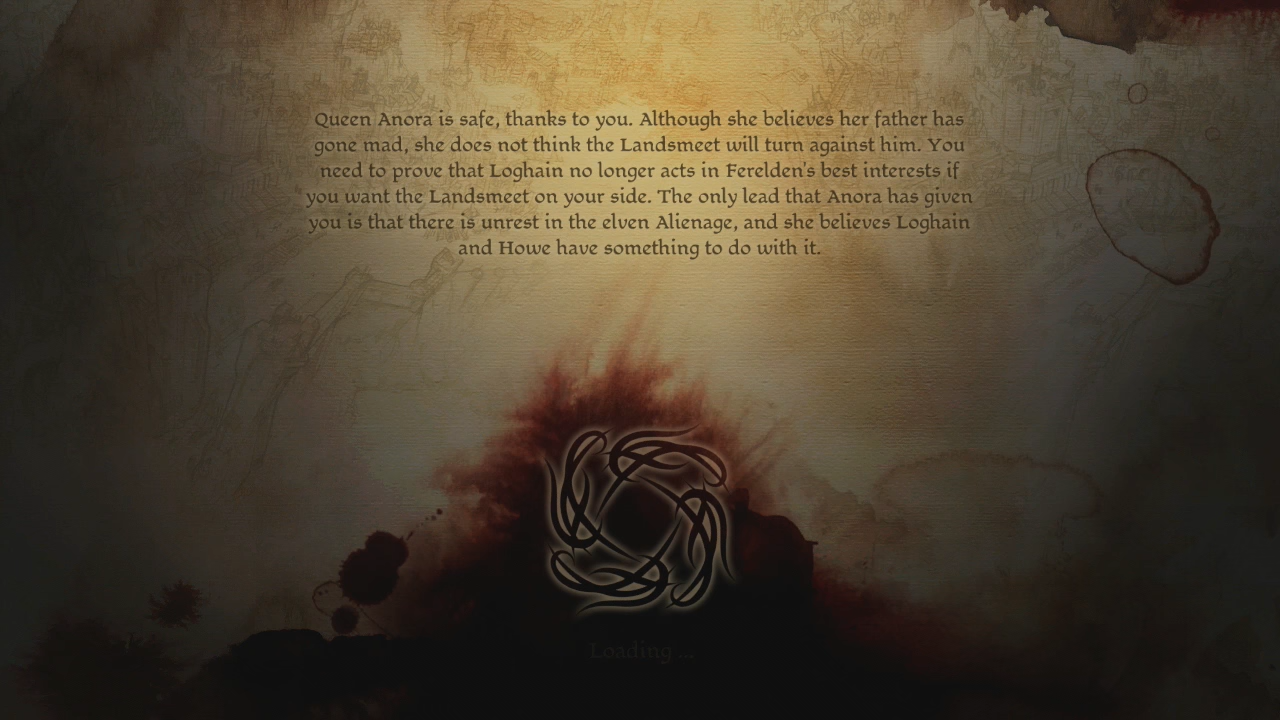 Queen Anora is safe, thanks to you. Although she believes her father has
gone mad, she does not think the Landsmeet will turn against him. You
need to prove that Loghain no longer acts in Ferelden's best interests if
you want the Landsmeet on your side. The only lead that Anora has given
you is that there is unrest in the elven Alienage, and she believes Loghain
and Howe have something to do with it.
Loading ...